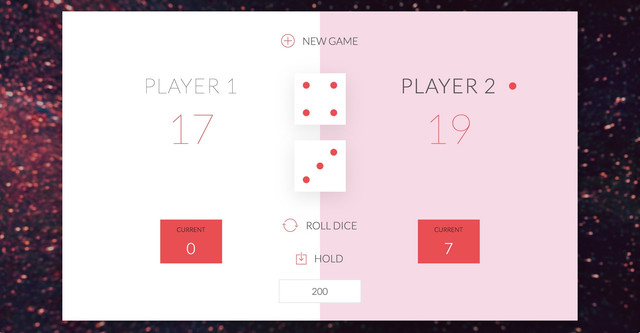 NEW GAME
PLAYER 1
17
PLAYER 2
19
CURRENT
0
CURRENT
7
ROLL DICE
HOLD
200